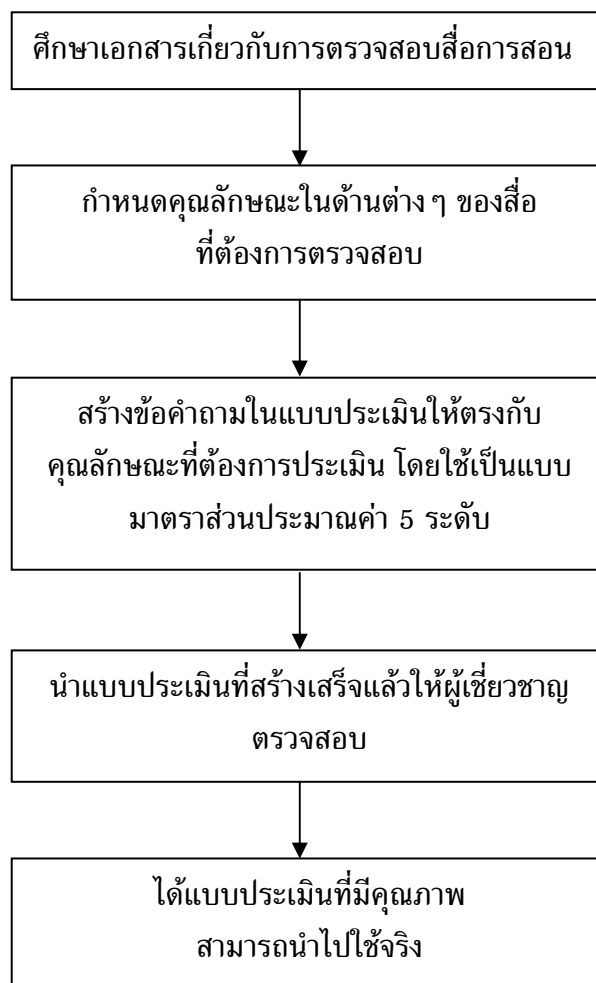 ศึกษาเอกสารเกี่ยวกับการตรวจสอบสื่อการสอน
กำหนดคุณลักษณะในด้านต่าง ๆ ของสื่อ
ที่ต้องการตรวจสอบ
สร้างข้อคำถามในแบบประเมินให้ตรงกับ
คุณลักษณะที่ต้องการประเมิน โดยใช้เป็นแบบ
มาตราส่วนประมาณค่า 5 ระดับ
นำแบบประเมินที่สร้างเสร็จแล้วให้ผู้เชี่ยวชาญ
ตรวจสอบ
ได้แบบประเมินที่มีคุณภาพ
สามารถนำไปใช้จริง